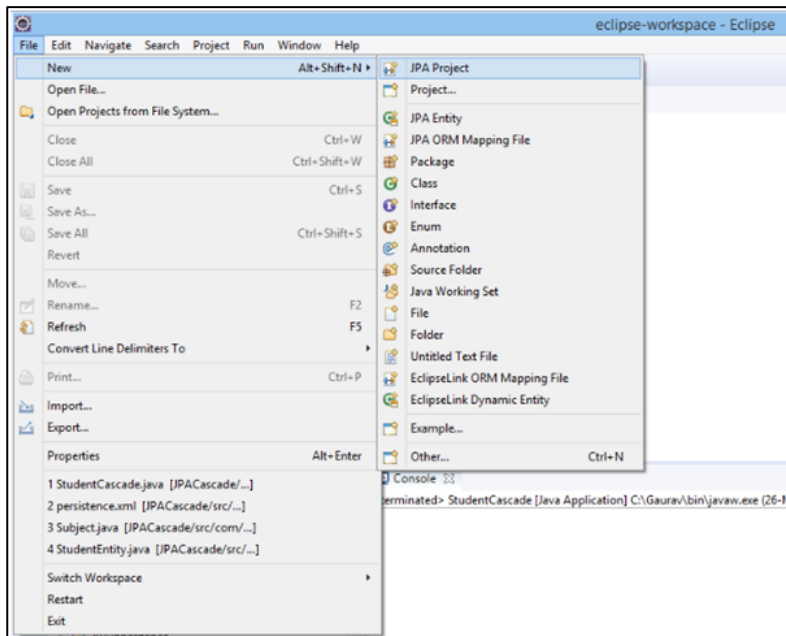 eclipse-workspace - Eclipse
File Edit Navigate Search Project Run Window Help
New Alt+Shift+N
Open File...
Open Projects from File System...
Close Ctrl+W
Close All Ctrl+Shift+W
Save Ctrl+S
Save As...
Save All Ctrl+Shift+S
Revert
Move...
Rename... F2
Refresh F5
Convert Line Delimiters To
Print... Ctrl+P
Import...
Export...
Properties Alt+Enter
1 StudentCascade.java [JPACascade/...]
2 persistence.xml [JPACascade/src/...]
3 Subject.java [JPACascade/src/com/...]
4 StudentEntity.java [JPACascade/src/...]
Switch Workspace
Restart
Exit
JPA Project
Project...
JPA Entity
JPA ORM Mapping File
Package
Class
Interface
Enum
Annotation
Source Folder
Java Working Set
File
Folder
Untitled Text File
EclipseLink ORM Mapping File
EclipseLink Dynamic Entity
Example...
Other... Ctrl+N
Console
terminated> StudentCascade [Java Application] C:\Gaurav\bin\javaw.exe (26-M